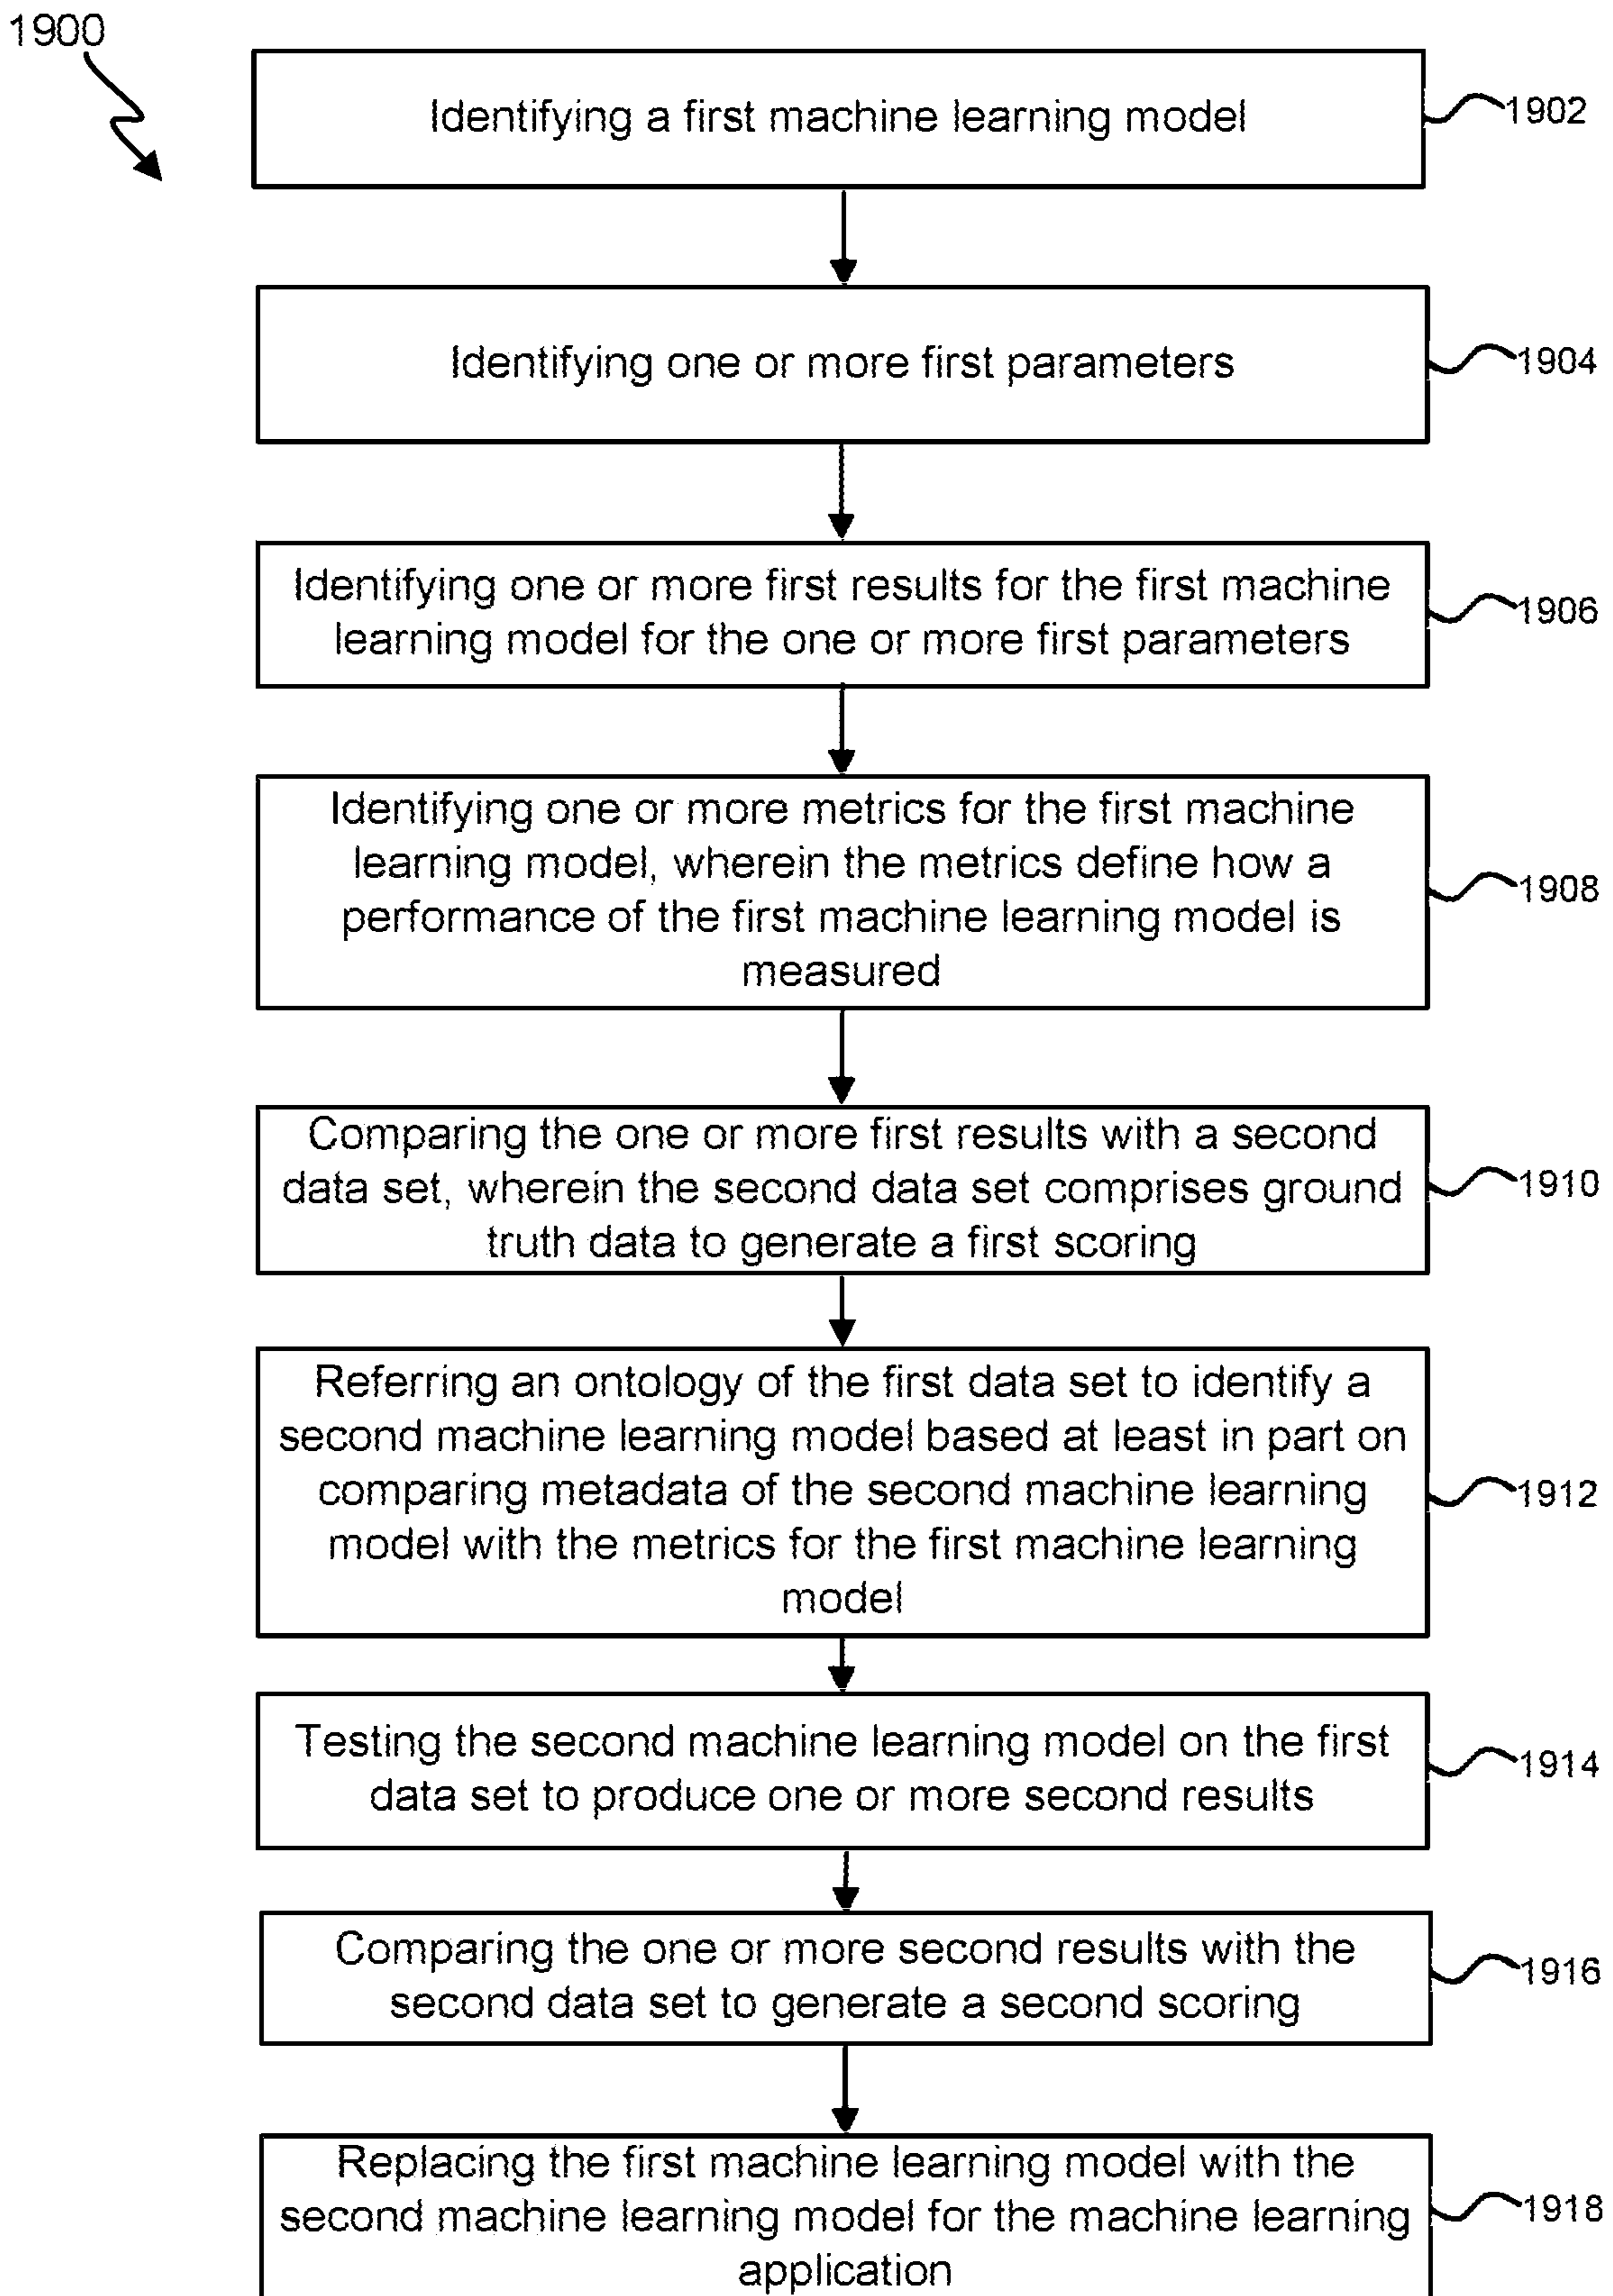 1900
Identifying a first machine learning model
1902
Identifying one or more first parameters
1904
Identifying one or more first results for the first machine
learning model for the one or more first parameters
1906
Identifying one or more metrics for the first machine
learning model, wherein the metrics define how a
performance of the first machine learning model is
measured
1908
Comparing the one or more first results with a second
data set, wherein the second data set comprises ground
truth data to generate a first scoring
1910
Referring an ontology of the first data set to identify a
second machine learning model based at least in part on
comparing metadata of the second machine learning
model with the metrics for the first machine learning
model
1912
Testing the second machine learning model on the first
data set to produce one or more second results
1914
Comparing the one or more second results with the
second data set to generate a second scoring
1916
Replacing the first machine learning model with the
second machine learning model for the machine learning
application
1918